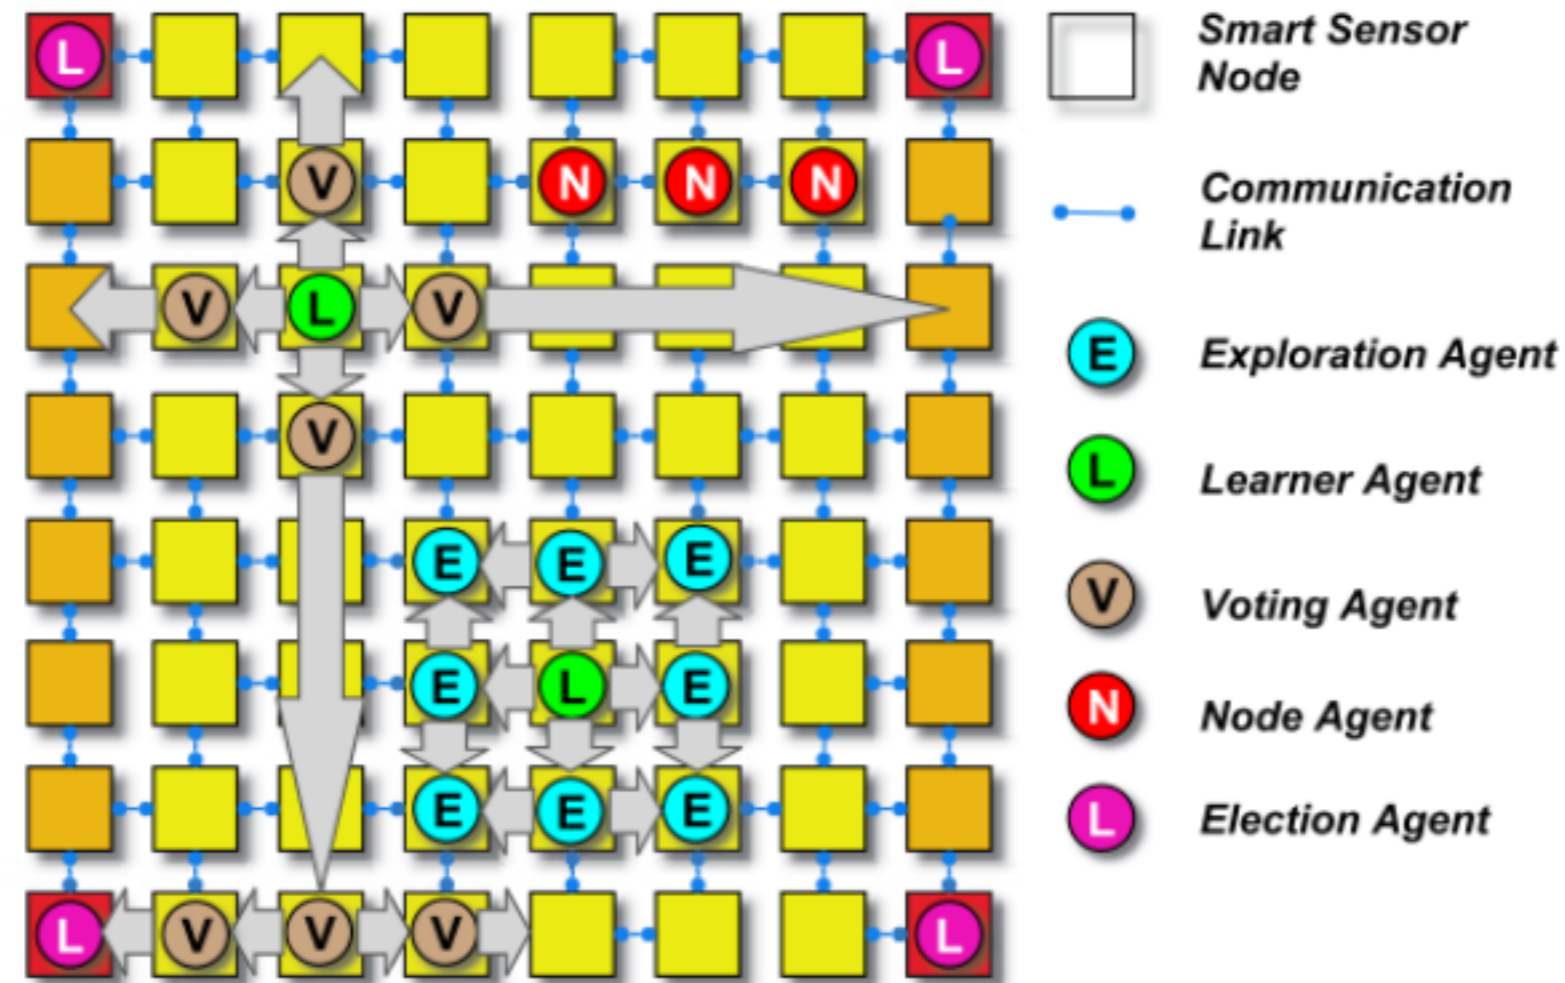 L L
V N N N
V L V
V
E E E
E L E
E E E
L V V V L
Smart Sensor
Node
Communication
Link
E Exploration Agent
L Learner Agent
V Voting Agent
N Node Agent
L Election Agent